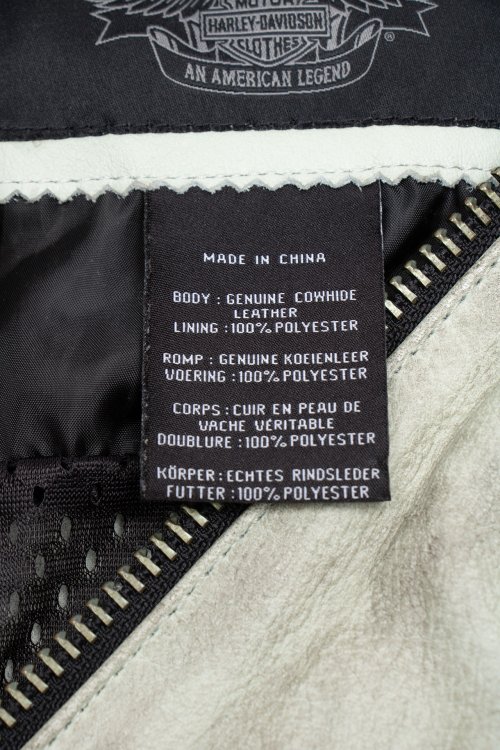 MOTOR
HARLEY-DAVIDSON
CLOTHES
AN AMERICAN LEGEND
MADE IN CHINA
BODY : GENUINE COWHIDE
LEATHER
LINING : 100% POLYESTER
ROMP : GENUINE KOEIENLEER
VOERING : 100% POLYESTER
CORPS : CUIR EN PEAU DE
VACHE VÉRITABLE
DOUBLURE : 100% POLYESTER
KÖRPER : ECHTES RINDSLEDER
FUTTER : 100% POLYESTER